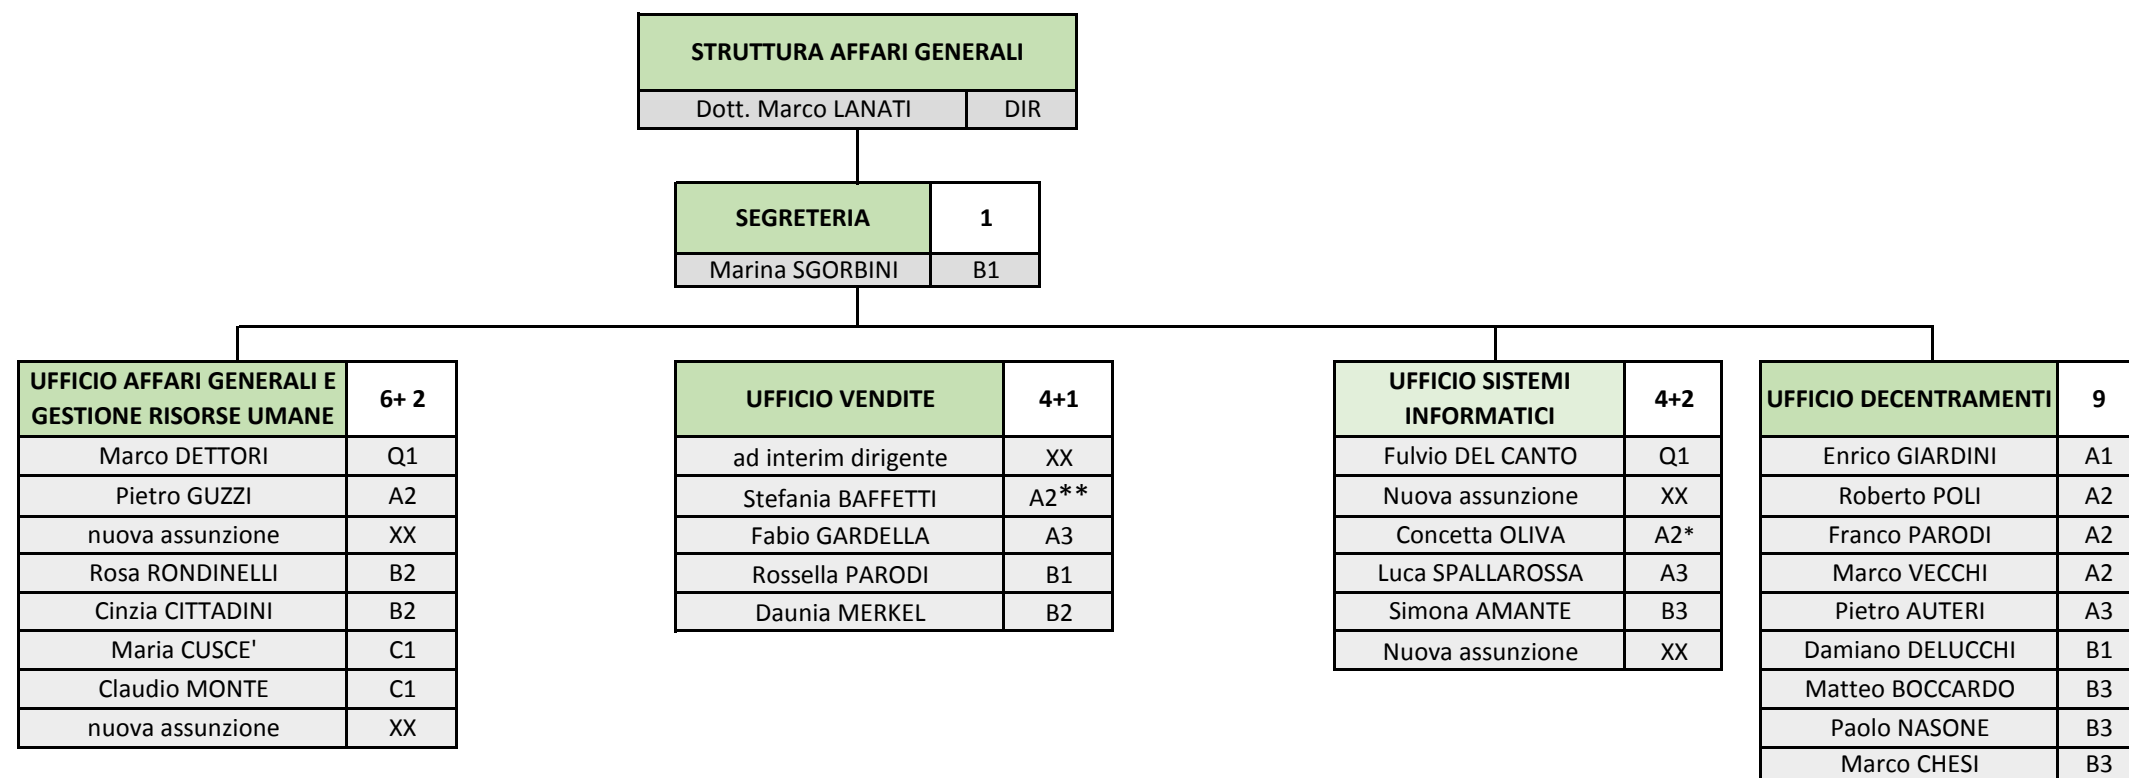 STRUTTURA AFFARI GENERALI
Dott. Marco LANATI DIR
SEGRETERIA 1
Marina SGORBINI B1
UFFICIO AFFARI GENERALI E
GESTIONE RISORSE UMANE 6+ 2
Marco DETTORI Q1
Pietro GUZZI A2
nuova assunzione XX
Rosa RONDINELLI B2
Cinzia CITTADINI B2
Maria CUSCE' C1
Claudio MONTE C1
nuova assunzione XX
UFFICIO VENDITE 4+1
ad interim dirigente XX
Stefania BAFFETTI A2**
Fabio GARDELLA A3
Rossella PARODI B1
Daunia MERKEL B2
UFFICIO SISTEMI
INFORMATICI 4+2
Fulvio DEL CANTO Q1
Nuova assunzione XX
Concetta OLIVA A2*
Luca SPALLAROSSA A3
Simona AMANTE B3
Nuova assunzione XX
UFFICIO DECENTRAMENTI 9
Enrico GIARDINI A1
Roberto POLI A2
Franco PARODI A2
Marco VECCHI A2
Pietro AUTERI A3
Damiano DELUCCHI B1
Matteo BOCCARDO B3
Paolo NASONE B3
Marco CHESI B3